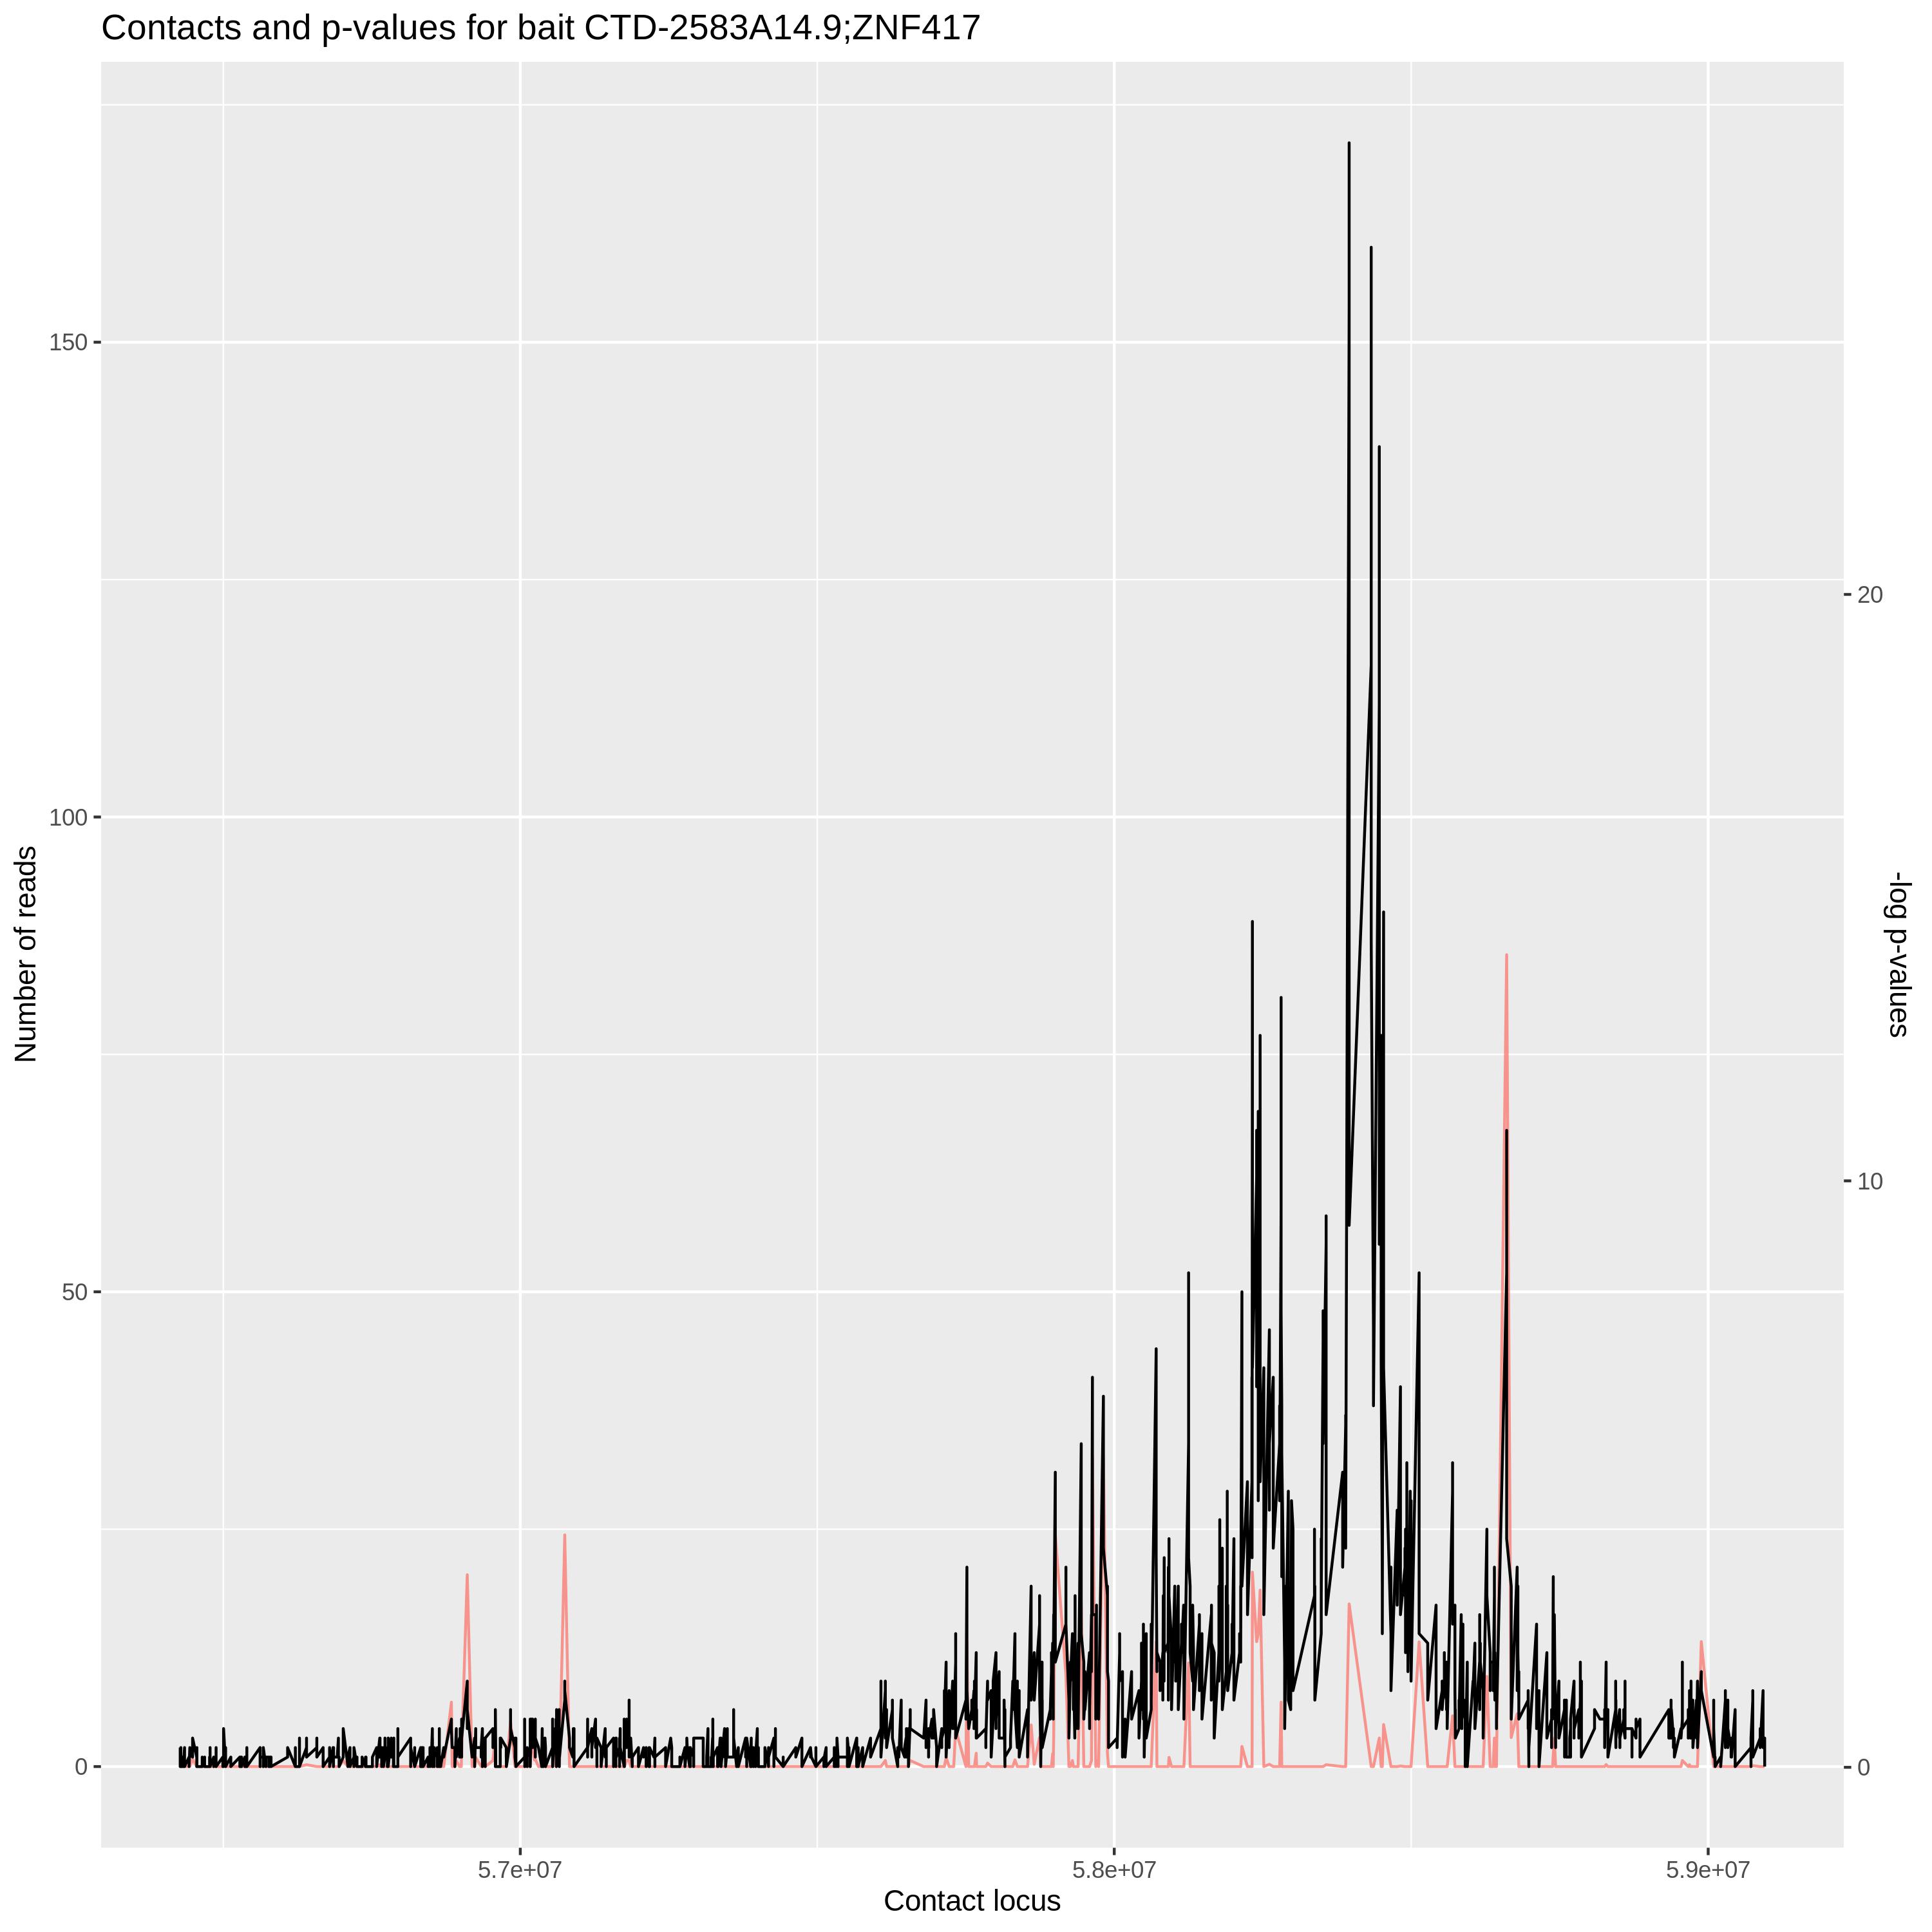 Contacts and p-values for bait CTD-2583A14.9;ZNF417
150
100
50
0
Number of reads
20
10
0
-log p-values
5.7e+07
5.8e+07
5.9e+07
Contact locus